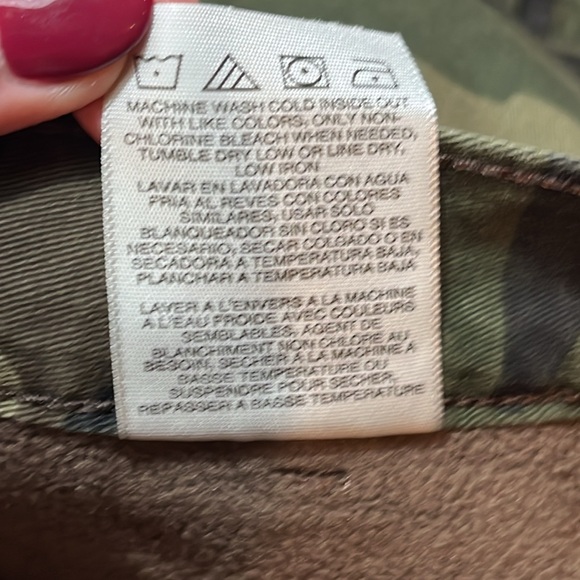 MACHINE WASH COLD INSIDE OUT
WITH LIKE COLORS, ONLY NON-
CHLORINE BLEACH WHEN NEEDED,
TUMBLE DRY LOW OR LINE DRY,
LOW IRON
LAVAR EN LAVADORA CON AGUA
FRIA AL REVES CON COLORES
SIMILARES, USAR SOLO
BLANQUEADOR SIN CLORO SI ES
NECESARIO, SECAR COLGADO O EN
SECADORA A TEMPERATURA BAJA,
PLANCHAR A TEMPERATURA BAJA
LAVER A L'ENVERS A LA MACHINE
A L'EAU FROIDE AVEC COULEURS
SEMBLABLES, AGENT DE
BLANCHIMENT NON CHLORE AU
BESOIN, SECHER A LA MACHINE A
BASSE TEMPERATURE OU
SUSPENDRE POUR SECHER,
REPASSER A BASSE TEMPERATURE